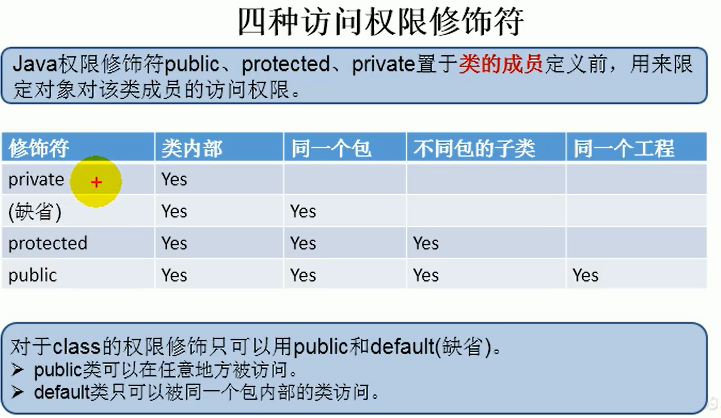 四种访问权限修饰符
Java权限修饰符public、protected、private置于类的成员定义前，用来限
定对象对该类成员的访问权限。
修饰符 类内部 同一个包 不同包的子类 同一个工程
private Yes
(缺省) Yes Yes
protected Yes Yes Yes
public Yes Yes Yes Yes
对于class的权限修饰只可以用public和default(缺省)。
➢ public类可以在任意地方被访问。
➢ default类只可以被同一个包内部的类访问。